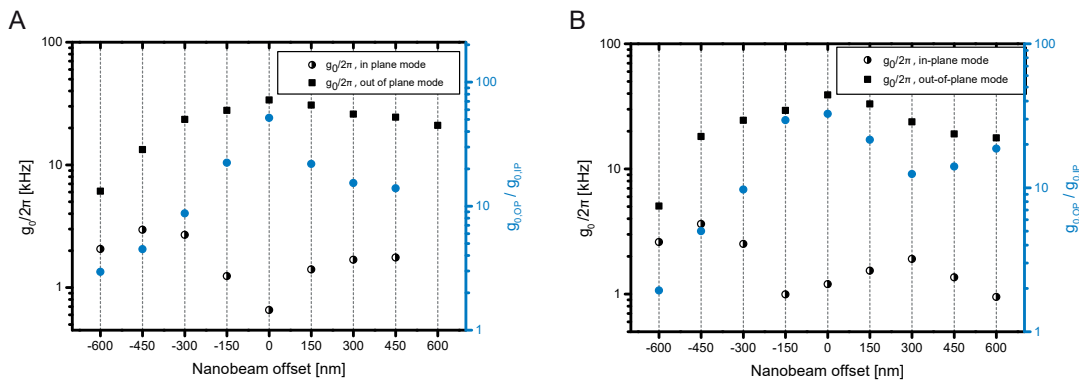 A
100
10
1
g₀/2π [kHz]
g₀/2π , in plane mode
g₀/2π , out of plane mode
100
10
1
g₀,OP / g₀,IP
-600 -450 -300 -150 0 150 300 450 600
Nanobeam offset [nm]
B
100
10
1
g₀/2π [kHz]
g₀/2π , in-plane mode
g₀/2π , out-of-plane mode
100
10
1
g₀,OP / g₀,IP
-600 -450 -300 -150 0 150 300 450 600
Nanobeam offset [nm]